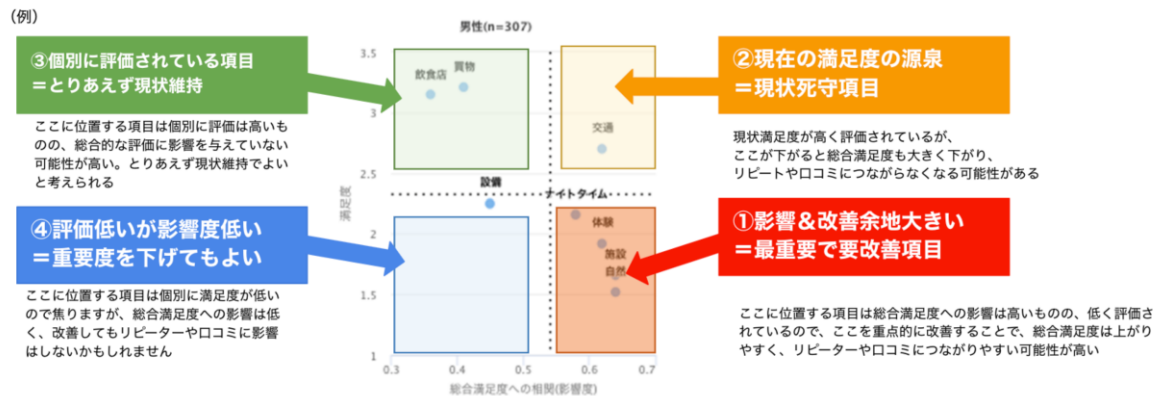 （例）
男性(n=307)
③個別に評価されている項目
＝とりあえず現状維持
ここに位置する項目は個別に評価は高いも
のの、総合的な評価に影響を与えていない
可能性が高い。とりあえず現状維持でよい
と考えられる
②現在の満足度の源泉
＝現状死守項目
現状満足度が高く評価されているが、
ここが下がると総合満足度も大きく下がり、
リピートや口コミにつながらなくなる可能性がある
④評価低いが影響度低い
＝重要度を下げてもよい
ここに位置する項目は個別に満足度が低い
ので焦りますが、総合満足度への影響は低
く、改善してもリピーターや口コミに影響
はしないかもしれません
①影響＆改善余地大きい
＝最重要で要改善項目
ここに位置する項目は総合満足度への影響は高いものの、低く評価さ
れているので、ここを重点的に改善することで、総合満足度は上がり
やすく、リピーターや口コミにつながりやすい可能性が高い
3.5
3
2.5
2
1.5
1
満足度
飲食店
買物
交通
設備
ナイトタイム
体験
施設
自然
0.3
0.4
0.5
0.6
0.7
総合満足度への相関(影響度)